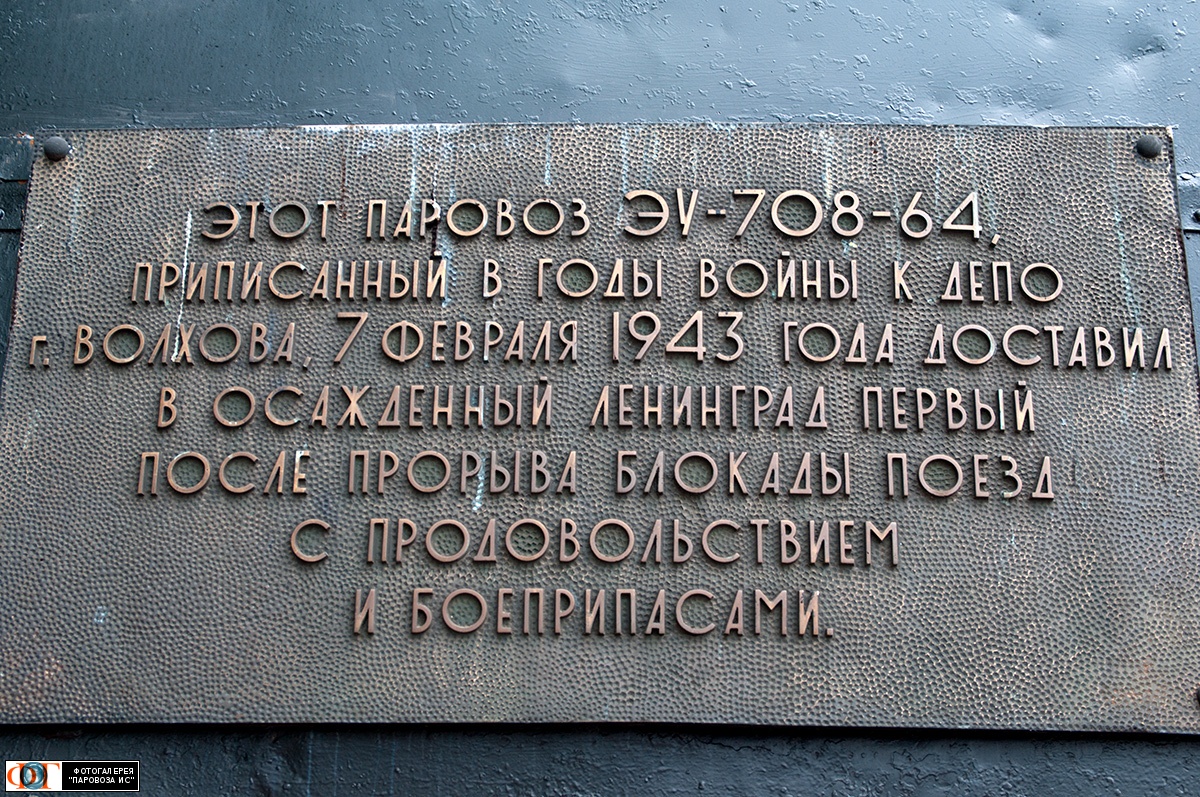 ЭТОТ ПАРОВОЗ ЭУ-708-64,
ПРИПИСАННЫЙ В ГОДЫ ВОЙНЫ К ДЕПО
г. ВОЛХОВА, 7 ФЕВРАЛЯ 1943 ГОДА ДОСТАВИЛ
В ОСАЖДЕННЫЙ ЛЕНИНГРАД ПЕРВЫЙ
ПОСЛЕ ПРОРЫВА БЛОКАДЫ ПОЕЗД
С ПРОДОВОЛЬСТВИЕМ
И БОЕПРИПАСАМИ.
ФОТОГАЛЕРЕЯ
"ПАРОВОЗА ИС"